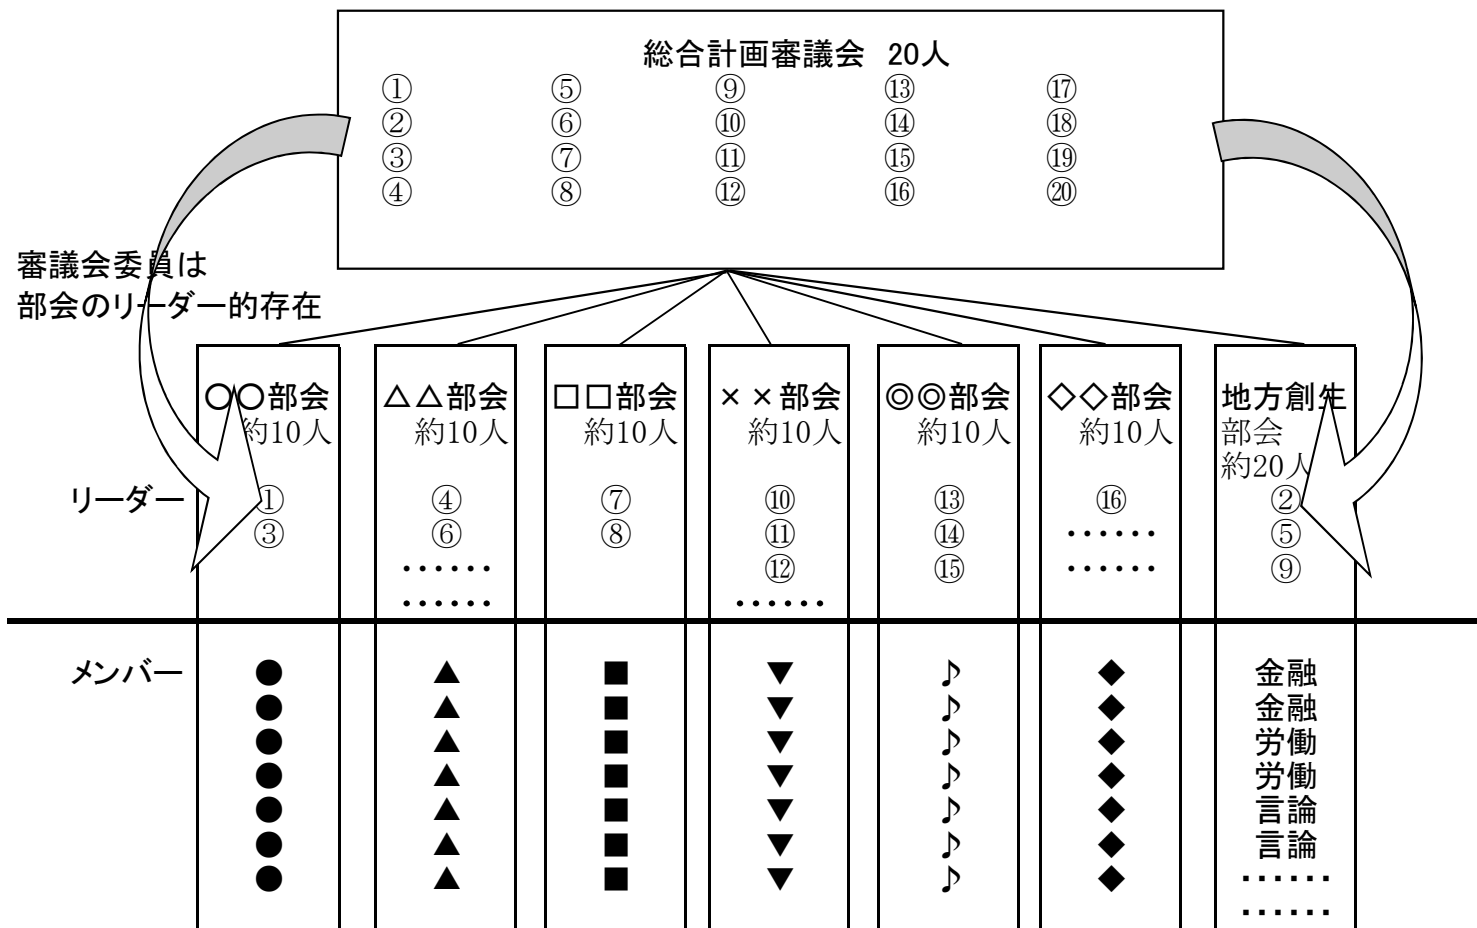 総合計画審議会 20人
① ⑤ ⑨ ⑬ ⑰
② ⑥ ⑩ ⑭ ⑱
③ ⑦ ⑪ ⑮ ⑲
④ ⑧ ⑫ ⑯ ⑳
審議会委員は
部会のリーダー的存在
○○部会 △△部会 □□部会 ××部会 ◎◎部会 ◇◇部会 地方創生
約10人 約10人 約10人 約10人 約10人 約10人 部会
約20人
リーダー ① ④ ⑦ ⑩ ⑬ ⑯ ②
③ ⑥ ⑧ ⑪ ⑭ ・・・・・・ ⑤
・・・・・・ ⑫ ⑮ ・・・・・・ ⑨
・・・・・・ ・・・・・・
メンバー ● ▲ ■ ▼ ♪ ◆ 金融
● ▲ ■ ▼ ♪ ◆ 金融
● ▲ ■ ▼ ♪ ◆ 労働
● ▲ ■ ▼ ♪ ◆ 労働
● ▲ ■ ▼ ♪ ◆ 言論
● ▲ ■ ▼ ♪ ◆ 言論
● ▲ ■ ▼ ♪ ◆ ・・・・・・
・・・・・・